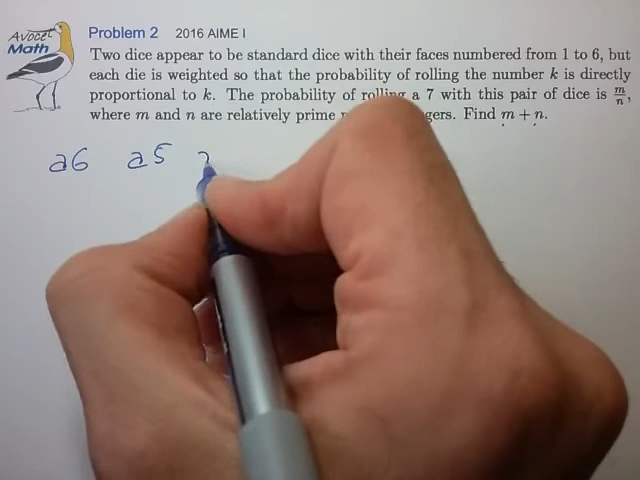 Avocet
Math
Problem 2 2016 AIME I
Two dice appear to be standard dice with their faces numbered from 1 to 6, but
each die is weighted so that the probability of rolling the number k is directly
proportional to k. The probability of rolling a 7 with this pair of dice is m/n,
where m and n are relatively prime Find m + n.
a6 a5